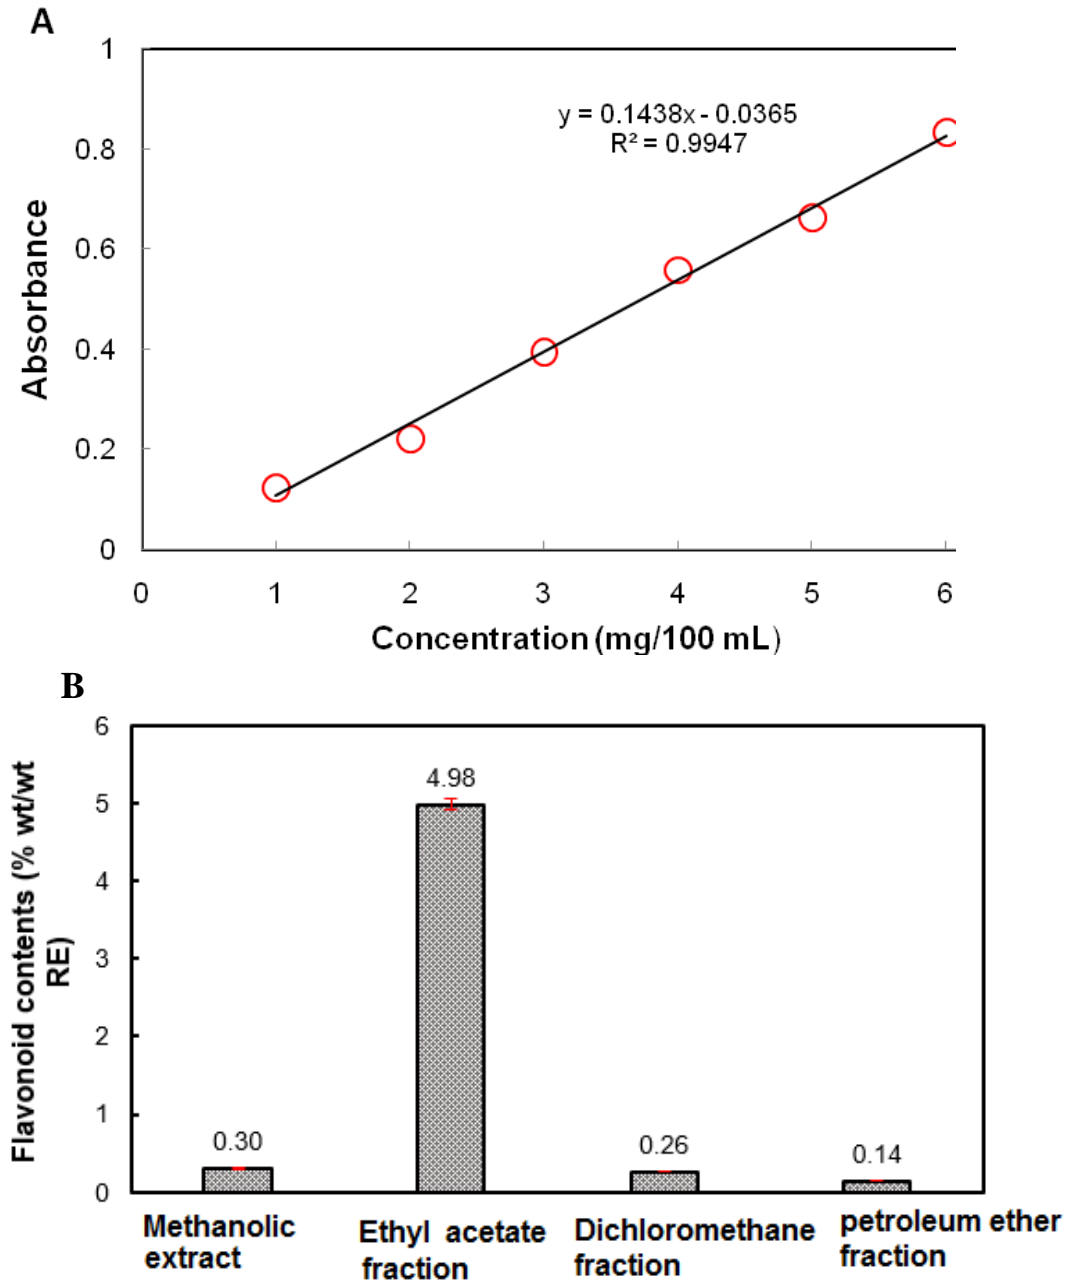 A
1
y = 0.1438x - 0.0365
R² = 0.9947
0.8
0.6
0.4
0.2
0
Absorbance
0 1 2 3 4 5 6
Concentration (mg/100 mL)
B
6
5
4
3
2
1
0
Flavonoid contents (% wt/wt
RE)
0.30
4.98
0.26
0.14
Methanolic
extract
Ethyl acetate
fraction
Dichloromethane
fraction
petroleum ether
fraction